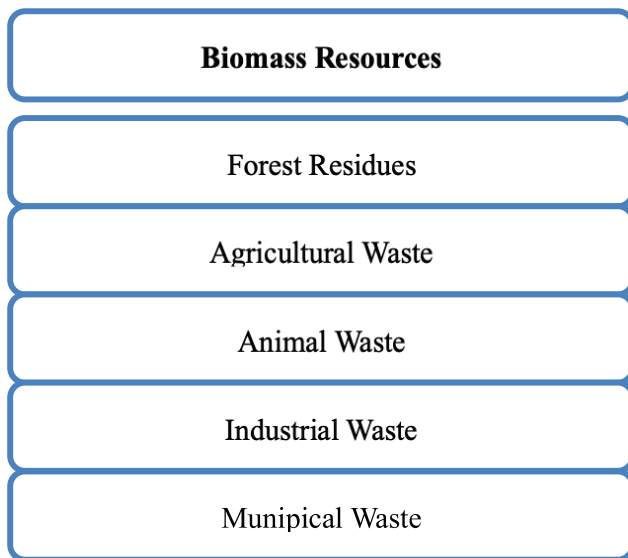 Biomass Resources
Forest Residues
Agricultural Waste
Animal Waste
Industrial Waste
Munipical Waste